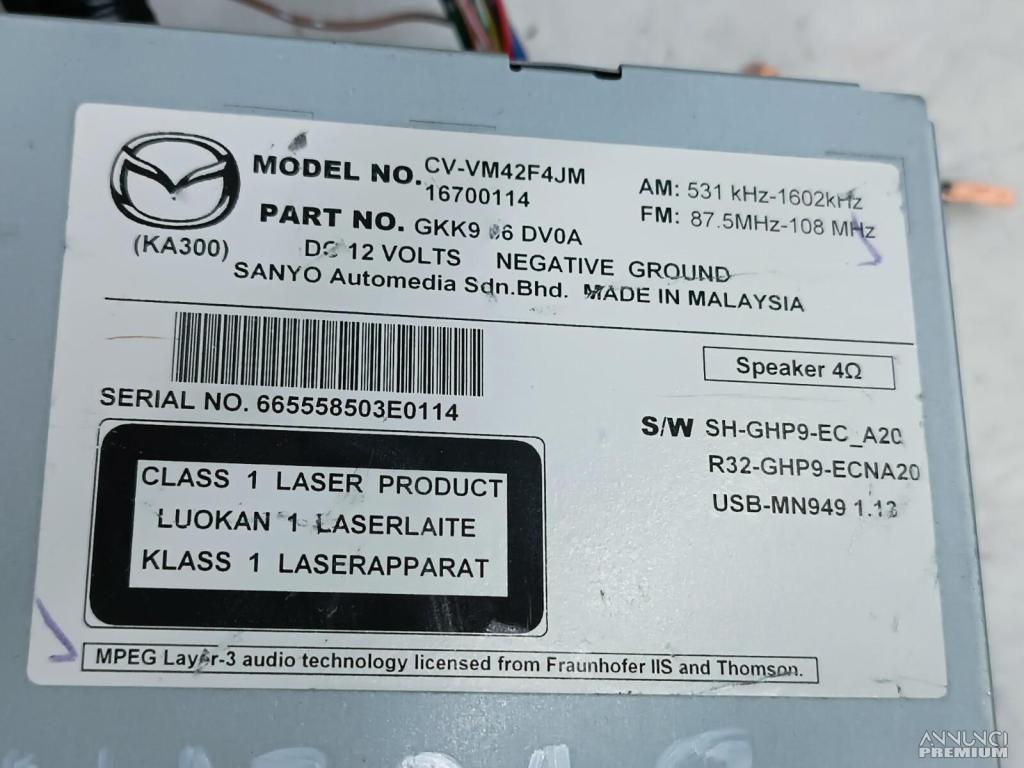 MODEL NO. CV-VM42F4JM
16700114
AM: 531 kHz-1602kHz
FM: 87.5MHz-108 MHz
PART NO. GKK9 6 DV0A
(KA300)
DC 12 VOLTS NEGATIVE GROUND
SANYO Automedia Sdn.Bhd. MADE IN MALAYSIA
Speaker 4Ω
SERIAL NO. 665558503E0114
S/W SH-GHP9-EC_A20
R32-GHP9-ECNA20
USB-MN949 1.13
CLASS 1 LASER PRODUCT
LUOKAN 1 LASERLAITE
KLASS 1 LASERAPPARAT
MPEG Layer-3 audio technology licensed from Fraunhofer IIS and Thomson.
ANNUNCI
PREMIUM